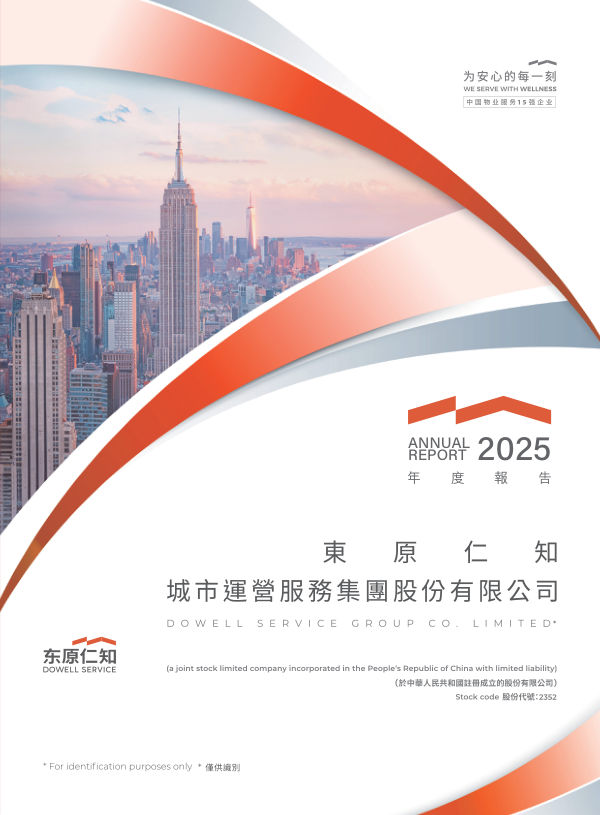 为安心的每一刻
WE SERVE WITH WELLNESS
中国物业服务15强企业
ANNUAL
REPORT 2025
年度報告
東原仁知
城市運營服務集團股份有限公司
DOWELL SERVICE GROUP CO. LIMITED*
东原仁知
DOWELL SERVICE
(a joint stock limited company incorporated in the People's Republic of China with limited liability)
（於中華人民共和國註冊成立的股份有限公司）
Stock code 股份代號：2352
* For identification purposes only * 僅供識別